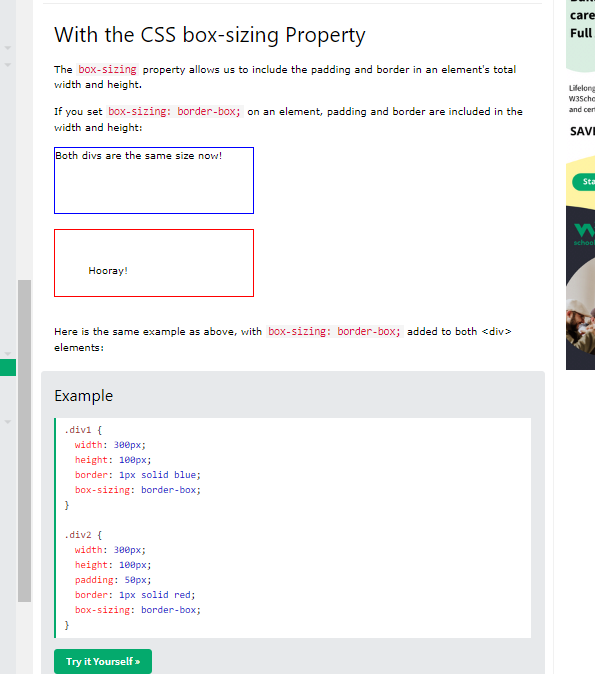 With the CSS box-sizing Property
The box-sizing property allows us to include the padding and border in an element's total
width and height.
If you set box-sizing: border-box; on an element, padding and border are included in the
width and height:
Both divs are the same size now!
Hooray!
Here is the same example as above, with box-sizing: border-box; added to both <div>
elements:
Example
.div1 {
  width: 300px;
  height: 100px;
  border: 1px solid blue;
  box-sizing: border-box;
}
.div2 {
  width: 300px;
  height: 100px;
  padding: 50px;
  border: 1px solid red;
  box-sizing: border-box;
}
Try it Yourself »
care
Full
Lifelong
W3Scho
and cer
SAV
Sta
school